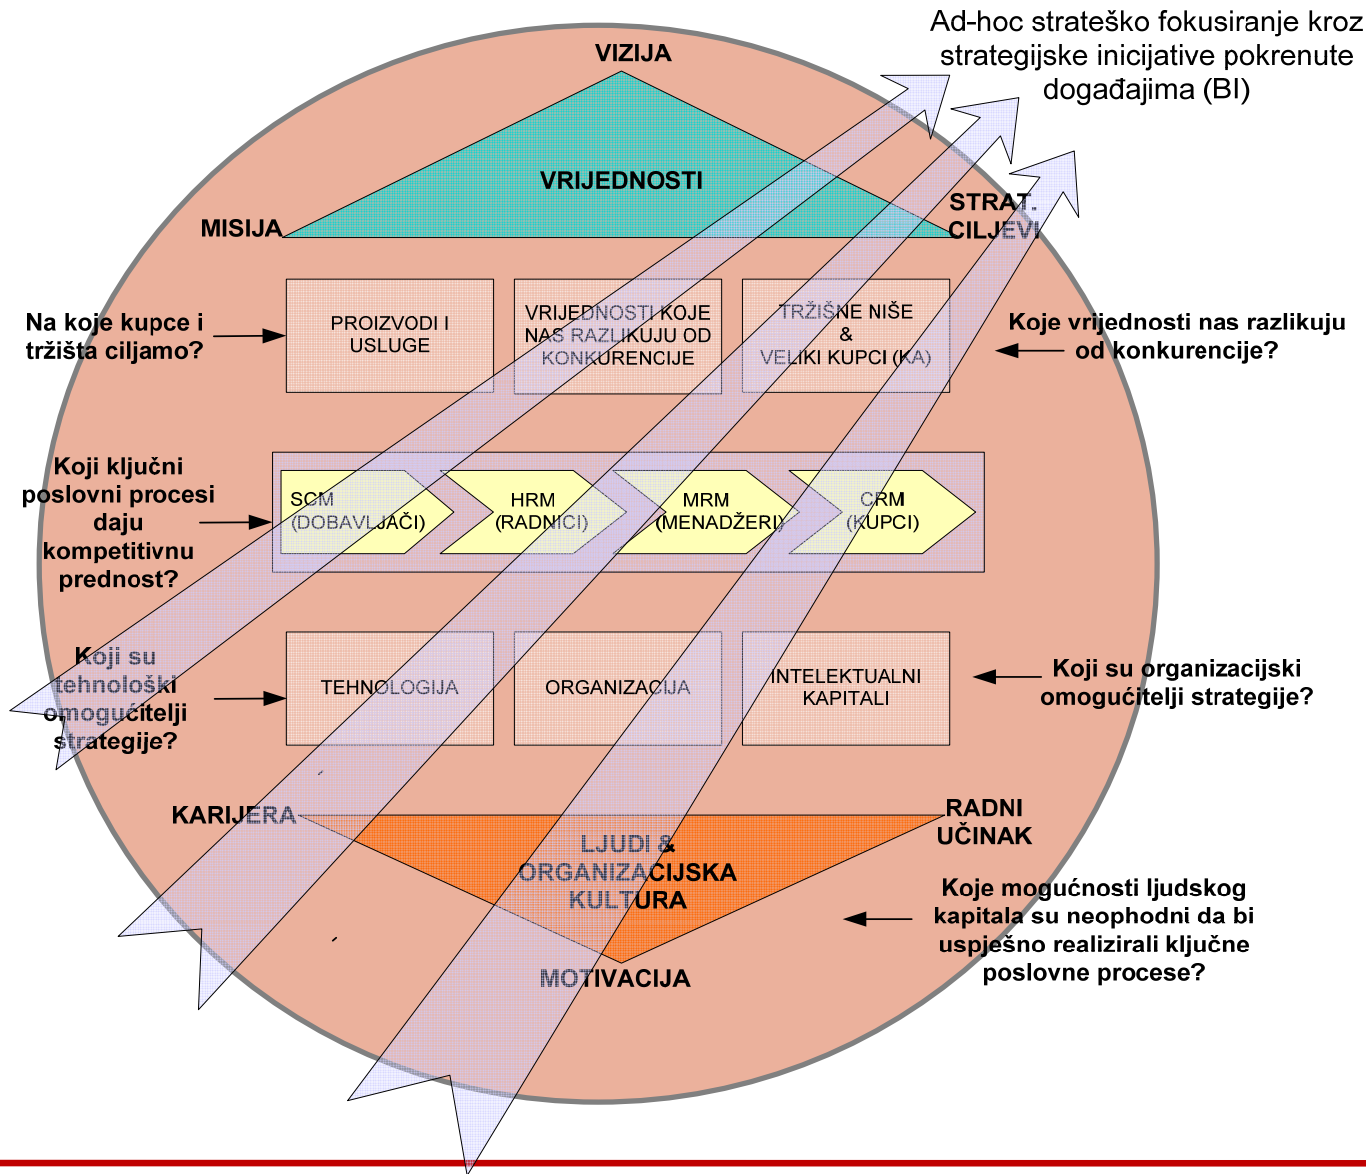 Ad-hoc strateško fokusiranje kroz
strategijske inicijative pokrenute
događajima (BI)
VIZIJA
VRIJEDNOSTI
MISIJA
STRAT.
CILJEVI
Na koje kupce i
tržišta ciljamo?
PROIZVODI I
USLUGE
VRIJEDNOSTI KOJE
NAS RAZLIKUJU OD
KONKURENCIJE
TRŽIŠNE NIŠE
&
VELIKI KUPCI (KA)
Koje vrijednosti nas razlikuju
od konkurencije?
Koji ključni
poslovni procesi
daju
kompetitivnu
prednost?
SCM
(DOBAVLJAČI)
HRM
(RADNICI)
MRM
(MENADŽERI)
CRM
(KUPCI)
Koji su
tehnološki
omogućitelji
strategije?
TEHNOLOGIJA
ORGANIZACIJA
INTELEKTUALNI
KAPITALI
Koji su organizacijski
omogućitelji strategije?
KARIJERA
RADNI
UČINAK
LJUDI &
ORGANIZACIJSKA
KULTURA
MOTIVACIJA
Koje mogućnosti ljudskog
kapitala su neophodni da bi
uspješno realizirali ključne
poslovne procese?